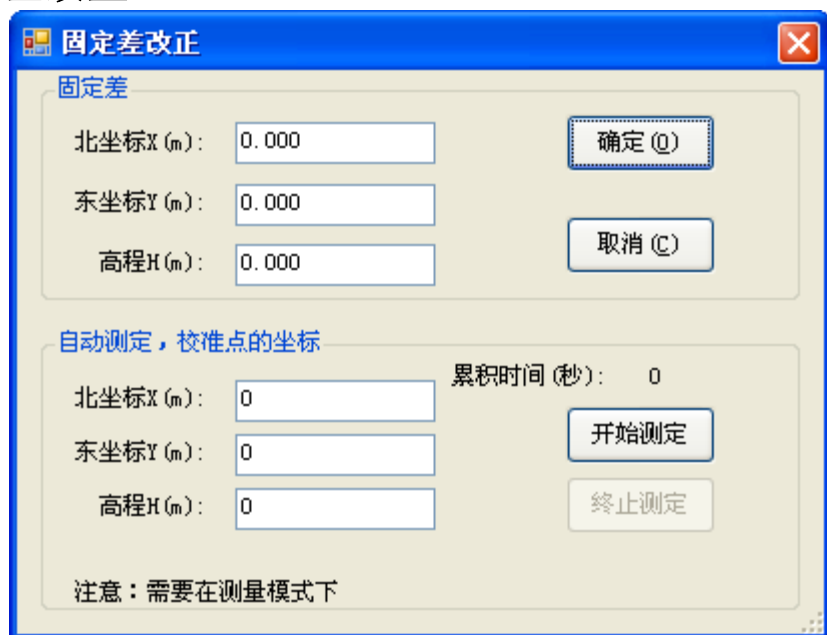 固定差改正
固定差
北坐标X(m): 0.000
确定(O)
东坐标Y(m): 0.000
取消(C)
高程H(m): 0.000
自动测定，校准点的坐标
累积时间(秒): 0
北坐标X(m): 0
开始测定
东坐标Y(m): 0
高程H(m): 0
终止测定
注意：需要在测量模式下